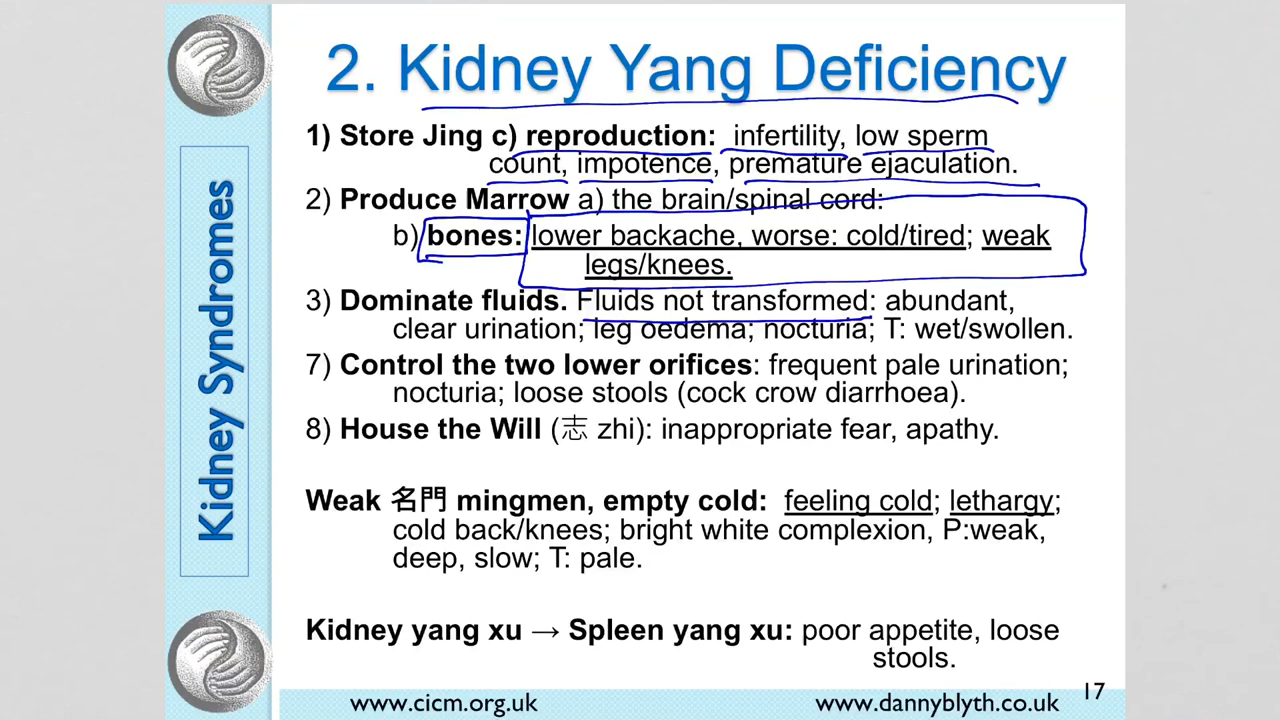 2. Kidney Yang Deficiency
1) Store Jing c) reproduction: infertility, low sperm
count, impotence, premature ejaculation.
2) Produce Marrow a) the brain/spinal cord:
b) bones: lower backache, worse: cold/tired; weak
legs/knees.
3) Dominate fluids. Fluids not transformed: abundant,
clear urination; leg oedema; nocturia; T: wet/swollen.
7) Control the two lower orifices: frequent pale urination;
nocturia; loose stools (cock crow diarrhoea).
8) House the Will (志 zhi): inappropriate fear, apathy.
Weak 名門 mingmen, empty cold: feeling cold; lethargy;
cold back/knees; bright white complexion, P:weak,
deep, slow; T: pale.
Kidney yang xu → Spleen yang xu: poor appetite, loose
stools.
Kidney Syndromes
www.cicm.org.uk
www.dannyblyth.co.uk
17